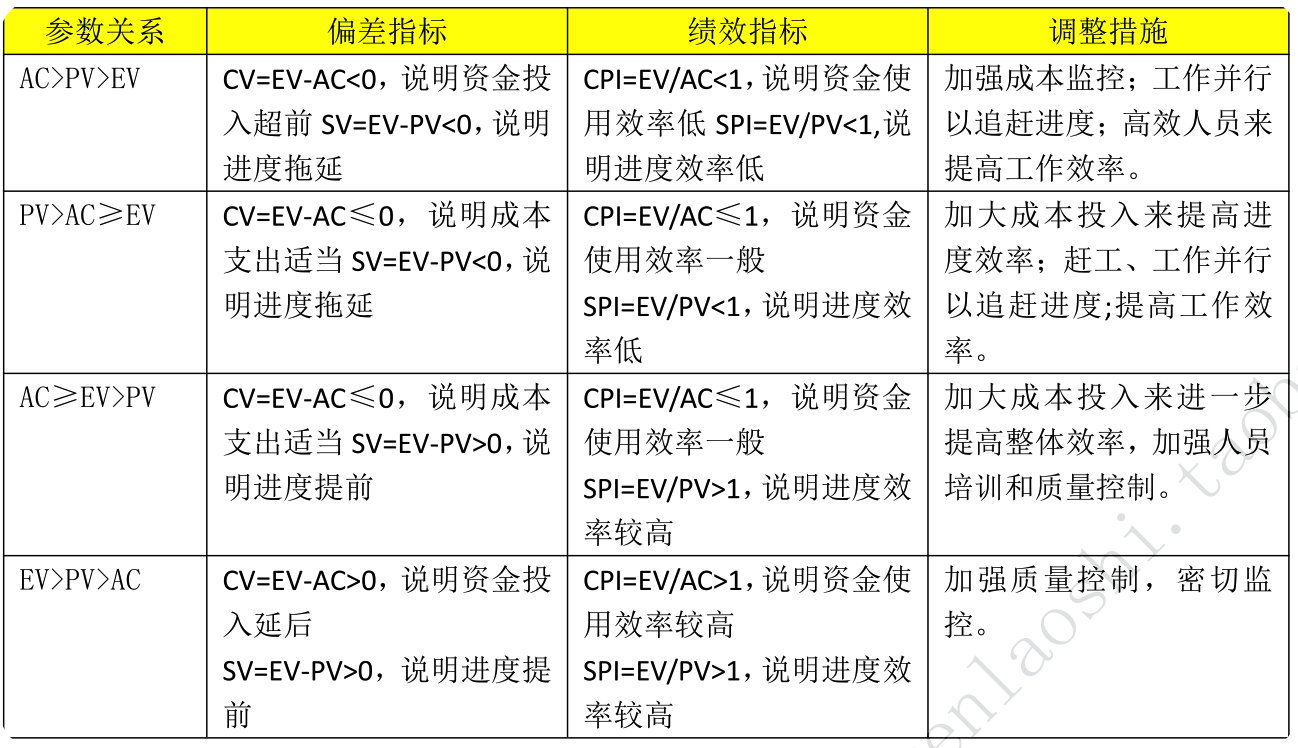 参数关系 偏差指标 绩效指标 调整措施
AC>PV>EV
CV=EV-AC<0，说明资金投
入超前 SV=EV-PV<0，说明
进度拖延
CPI=EV/AC<1，说明资金使
用效率低 SPI=EV/PV<1,说
明进度效率低
加强成本监控；工作并行
以追赶进度；高效人员来
提高工作效率。
PV>AC≥EV
CV=EV-AC≤0，说明成本
支出适当 SV=EV-PV<0，说
明进度拖延
CPI=EV/AC≤1，说明资金
使用效率一般
SPI=EV/PV<1，说明进度效
率低
加大成本投入来提高进
度效率；赶工、工作并行
以追赶进度;提高工作效
率。
AC≥EV>PV
CV=EV-AC≤0，说明成本
支出适当 SV=EV-PV>0，说
明进度提前
CPI=EV/AC≤1，说明资金
使用效率一般
SPI=EV/PV>1，说明进度效
率较高
加大成本投入来进一步
提高整体效率，加强人员
培训和质量控制。
EV>PV>AC
CV=EV-AC>0，说明资金投
入延后
SV=EV-PV>0，说明进度提
前
CPI=EV/AC>1，说明资金使
用效率较高
SPI=EV/PV>1，说明进度效
率较高
加强质量控制，密切监
控。
enlaoshi.taob